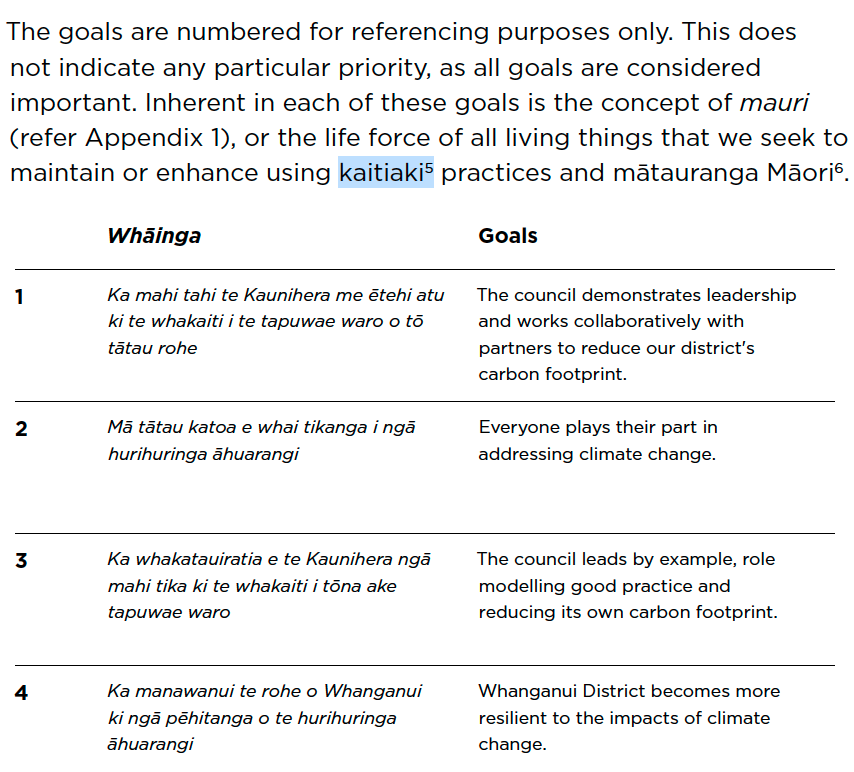 The goals are numbered for referencing purposes only. This does
not indicate any particular priority, as all goals are considered
important. Inherent in each of these goals is the concept of mauri
(refer Appendix 1), or the life force of all living things that we seek to
maintain or enhance using kaitiaki⁵ practices and mātauranga Māori⁶.
Whāinga Goals
1 Ka mahi tahi te Kaunihera me ētehi atu
ki te whakaiti i te tapuwae waro o tō
tātau rohe
The council demonstrates leadership
and works collaboratively with
partners to reduce our district's
carbon footprint.
2 Mā tātau katoa e whai tikanga i ngā
hurihuringa āhuarangi
Everyone plays their part in
addressing climate change.
3 Ka whakatauiratia e te Kaunihera ngā
mahi tika ki te whakaiti i tōna ake
tapuwae waro
The council leads by example, role
modelling good practice and
reducing its own carbon footprint.
4 Ka manawanui te rohe o Whanganui
ki ngā pēhitanga o te hurihuringa
āhuarangi
Whanganui District becomes more
resilient to the impacts of climate
change.